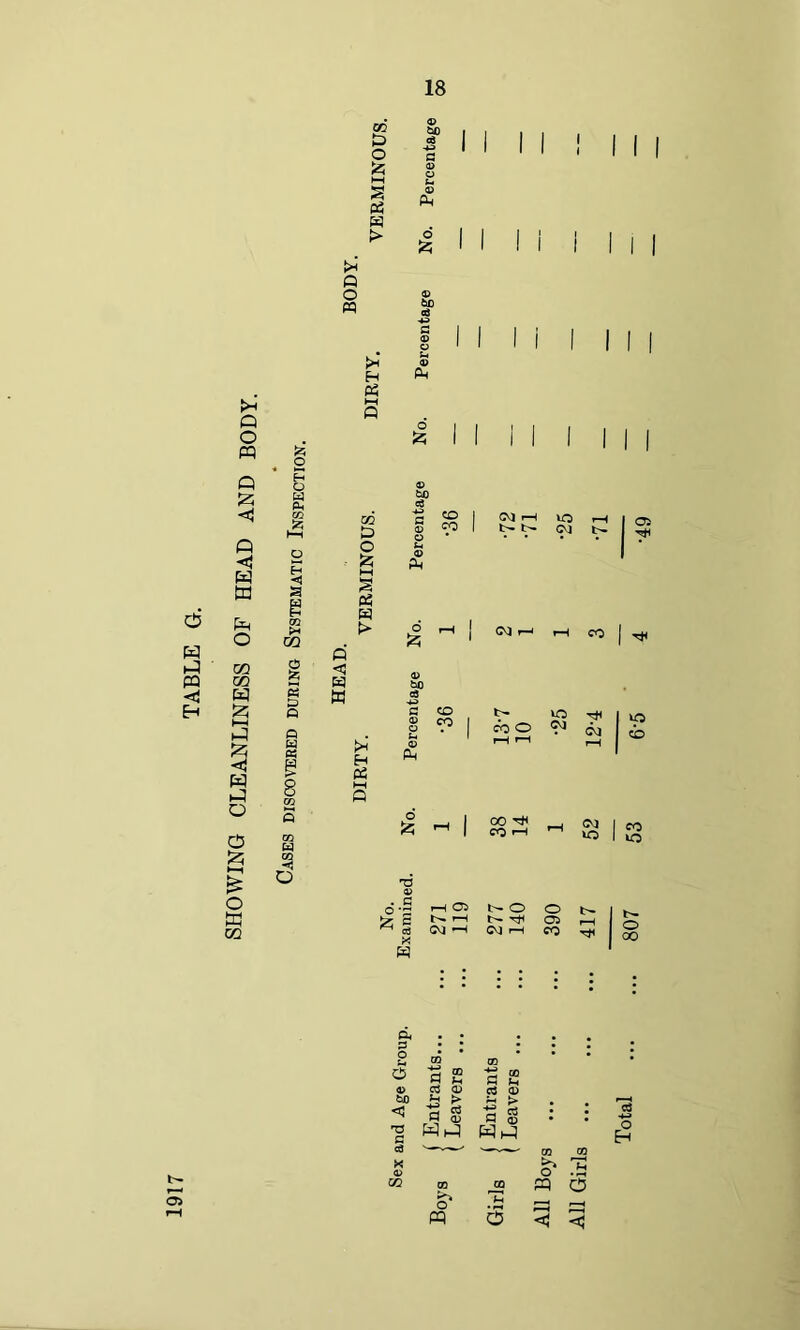 18
TABLE G.
SHOWING CLEANLINESS OF HEAD AND BODY.
CASES DISCOVERED DURING SYSTEMATIC INSPECTION.
HEAD. BODY.
DIRTY. VERMINOUS. DIRTY. VERMINOUS.
Sex and Age Group. No. Examined. No. Percentage No. Percentage No. Percentage No. Percentage
Boys { Entrants... ... 271 1 .36 1 .36 — — — —
{ Leavers ... ... 119 — — — — — — — —
Girls { Entrants ... 277 38 13·7 2 .72 — — — —
{ Leavers ... ... 140 14 10 1 ·71 — — — —
All Boys ... ... ... 390 1 ·25 1 ·25 — — — —
All Girls ... ... ... 417 52 12·4 3 ·71 — — — —
Total ... ... 807 53 6·5 4 ·49 — — — —
1917